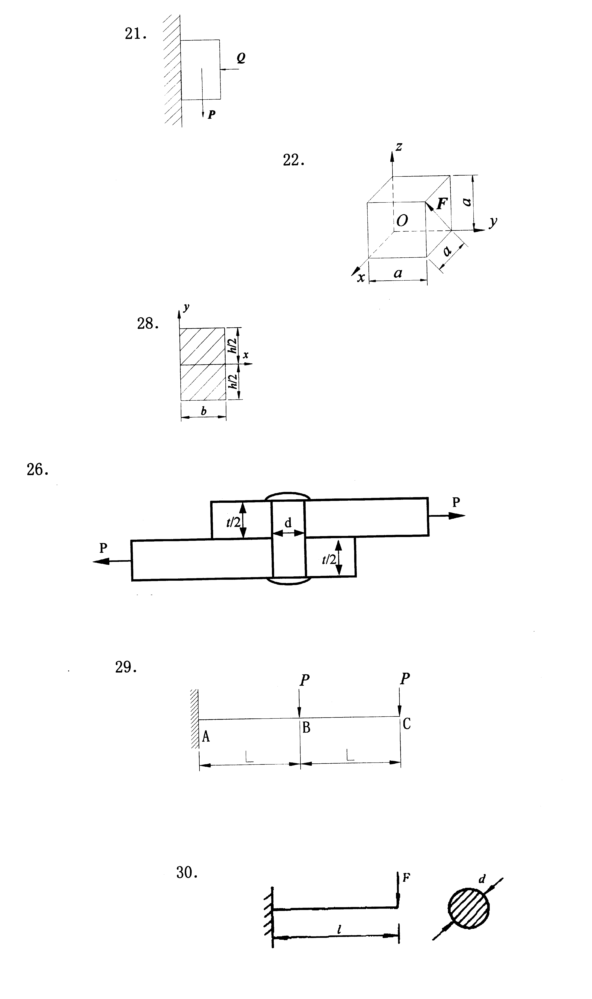 21.
Q
P
22.
z
F
a
O
y
a
x
a
28.
y
h/2
x
h/2
b
26.
P
t/2
d
P
t/2
29.
P
P
A
B
C
L
L
30.
F
d
l